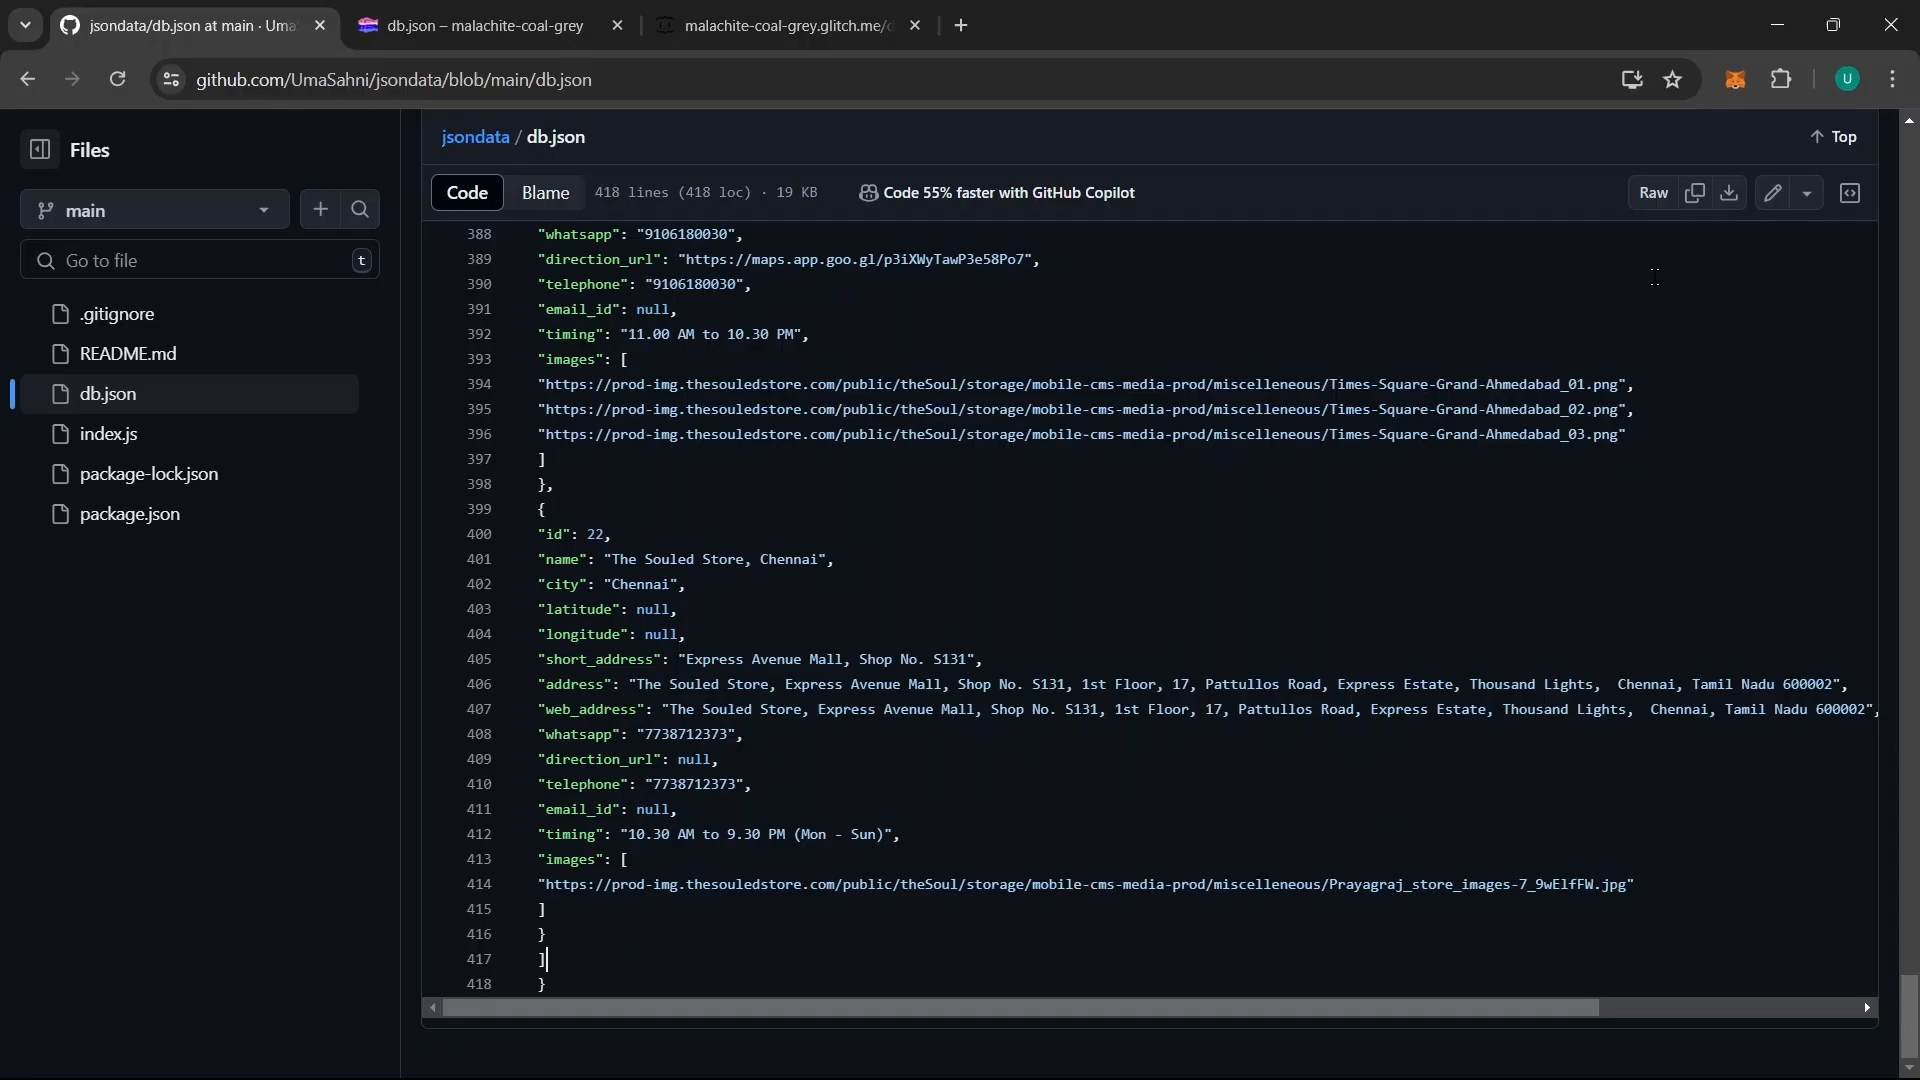 jsondata/db.json at main · Uma
db.json – malachite-coal-grey
malachite-coal-grey.glitch.me/
github.com/UmaSahni/jsondata/blob/main/db.json
U
Files
main
Go to file
t
.gitignore
README.md
db.json
index.js
package-lock.json
package.json
jsondata / db.json
Top
Code
Blame
418 lines (418 loc) · 19 KB
Code 55% faster with GitHub Copilot
Raw
388 "whatsapp": "9106180030",
389 "direction_url": "https://maps.app.goo.gl/p3iXWyTawP3e58Po7",
390 "telephone": "9106180030",
391 "email_id": null,
392 "timing": "11.00 AM to 10.30 PM",
393 "images": [
394 "https://prod-img.thesouledstore.com/public/theSoul/storage/mobile-cms-media-prod/miscelleneous/Times-Square-Grand-Ahmedabad_01.png",
395 "https://prod-img.thesouledstore.com/public/theSoul/storage/mobile-cms-media-prod/miscelleneous/Times-Square-Grand-Ahmedabad_02.png",
396 "https://prod-img.thesouledstore.com/public/theSoul/storage/mobile-cms-media-prod/miscelleneous/Times-Square-Grand-Ahmedabad_03.png"
397 ]
398 },
399 {
400 "id": 22,
401 "name": "The Souled Store, Chennai",
402 "city": "Chennai",
403 "latitude": null,
404 "longitude": null,
405 "short_address": "Express Avenue Mall, Shop No. S131",
406 "address": "The Souled Store, Express Avenue Mall, Shop No. S131, 1st Floor, 17, Pattullos Road, Express Estate, Thousand Lights,  Chennai, Tamil Nadu 600002",
407 "web_address": "The Souled Store, Express Avenue Mall, Shop No. S131, 1st Floor, 17, Pattullos Road, Express Estate, Thousand Lights,  Chennai, Tamil Nadu 600002",
408 "whatsapp": "7738712373",
409 "direction_url": null,
410 "telephone": "7738712373",
411 "email_id": null,
412 "timing": "10.30 AM to 9.30 PM (Mon - Sun)",
413 "images": [
414 "https://prod-img.thesouledstore.com/public/theSoul/storage/mobile-cms-media-prod/miscelleneous/Prayagraj_store_images-7_9wElfFW.jpg"
415 ]
416 }
417 ]
418 }